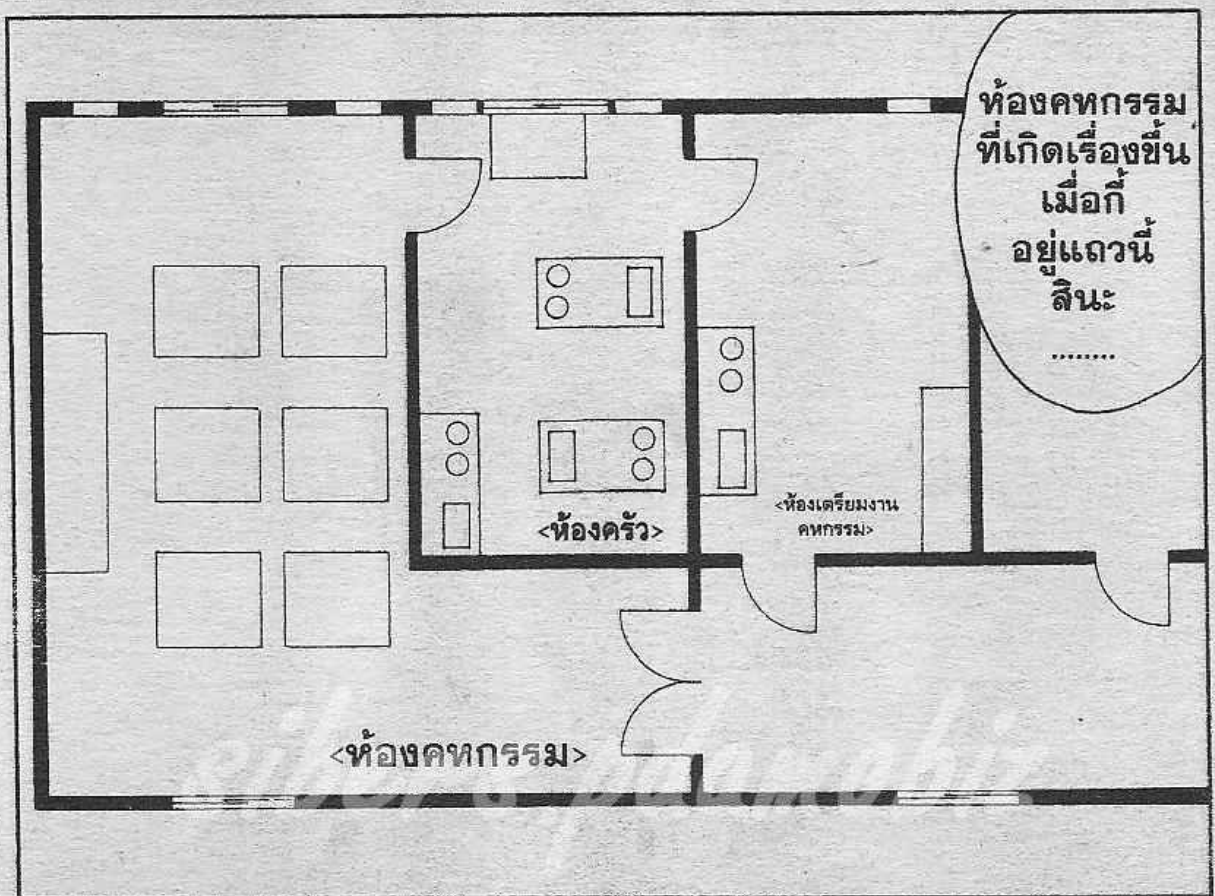 ห้องคหกรรม
ที่เกิดเรื่องขึ้น
เมื่อกี้
อยู่แถวนี้
สินะ
........
<ห้องครัว>
<ห้องเตรียมงาน
คหกรรม>
<ห้องคหกรรม>